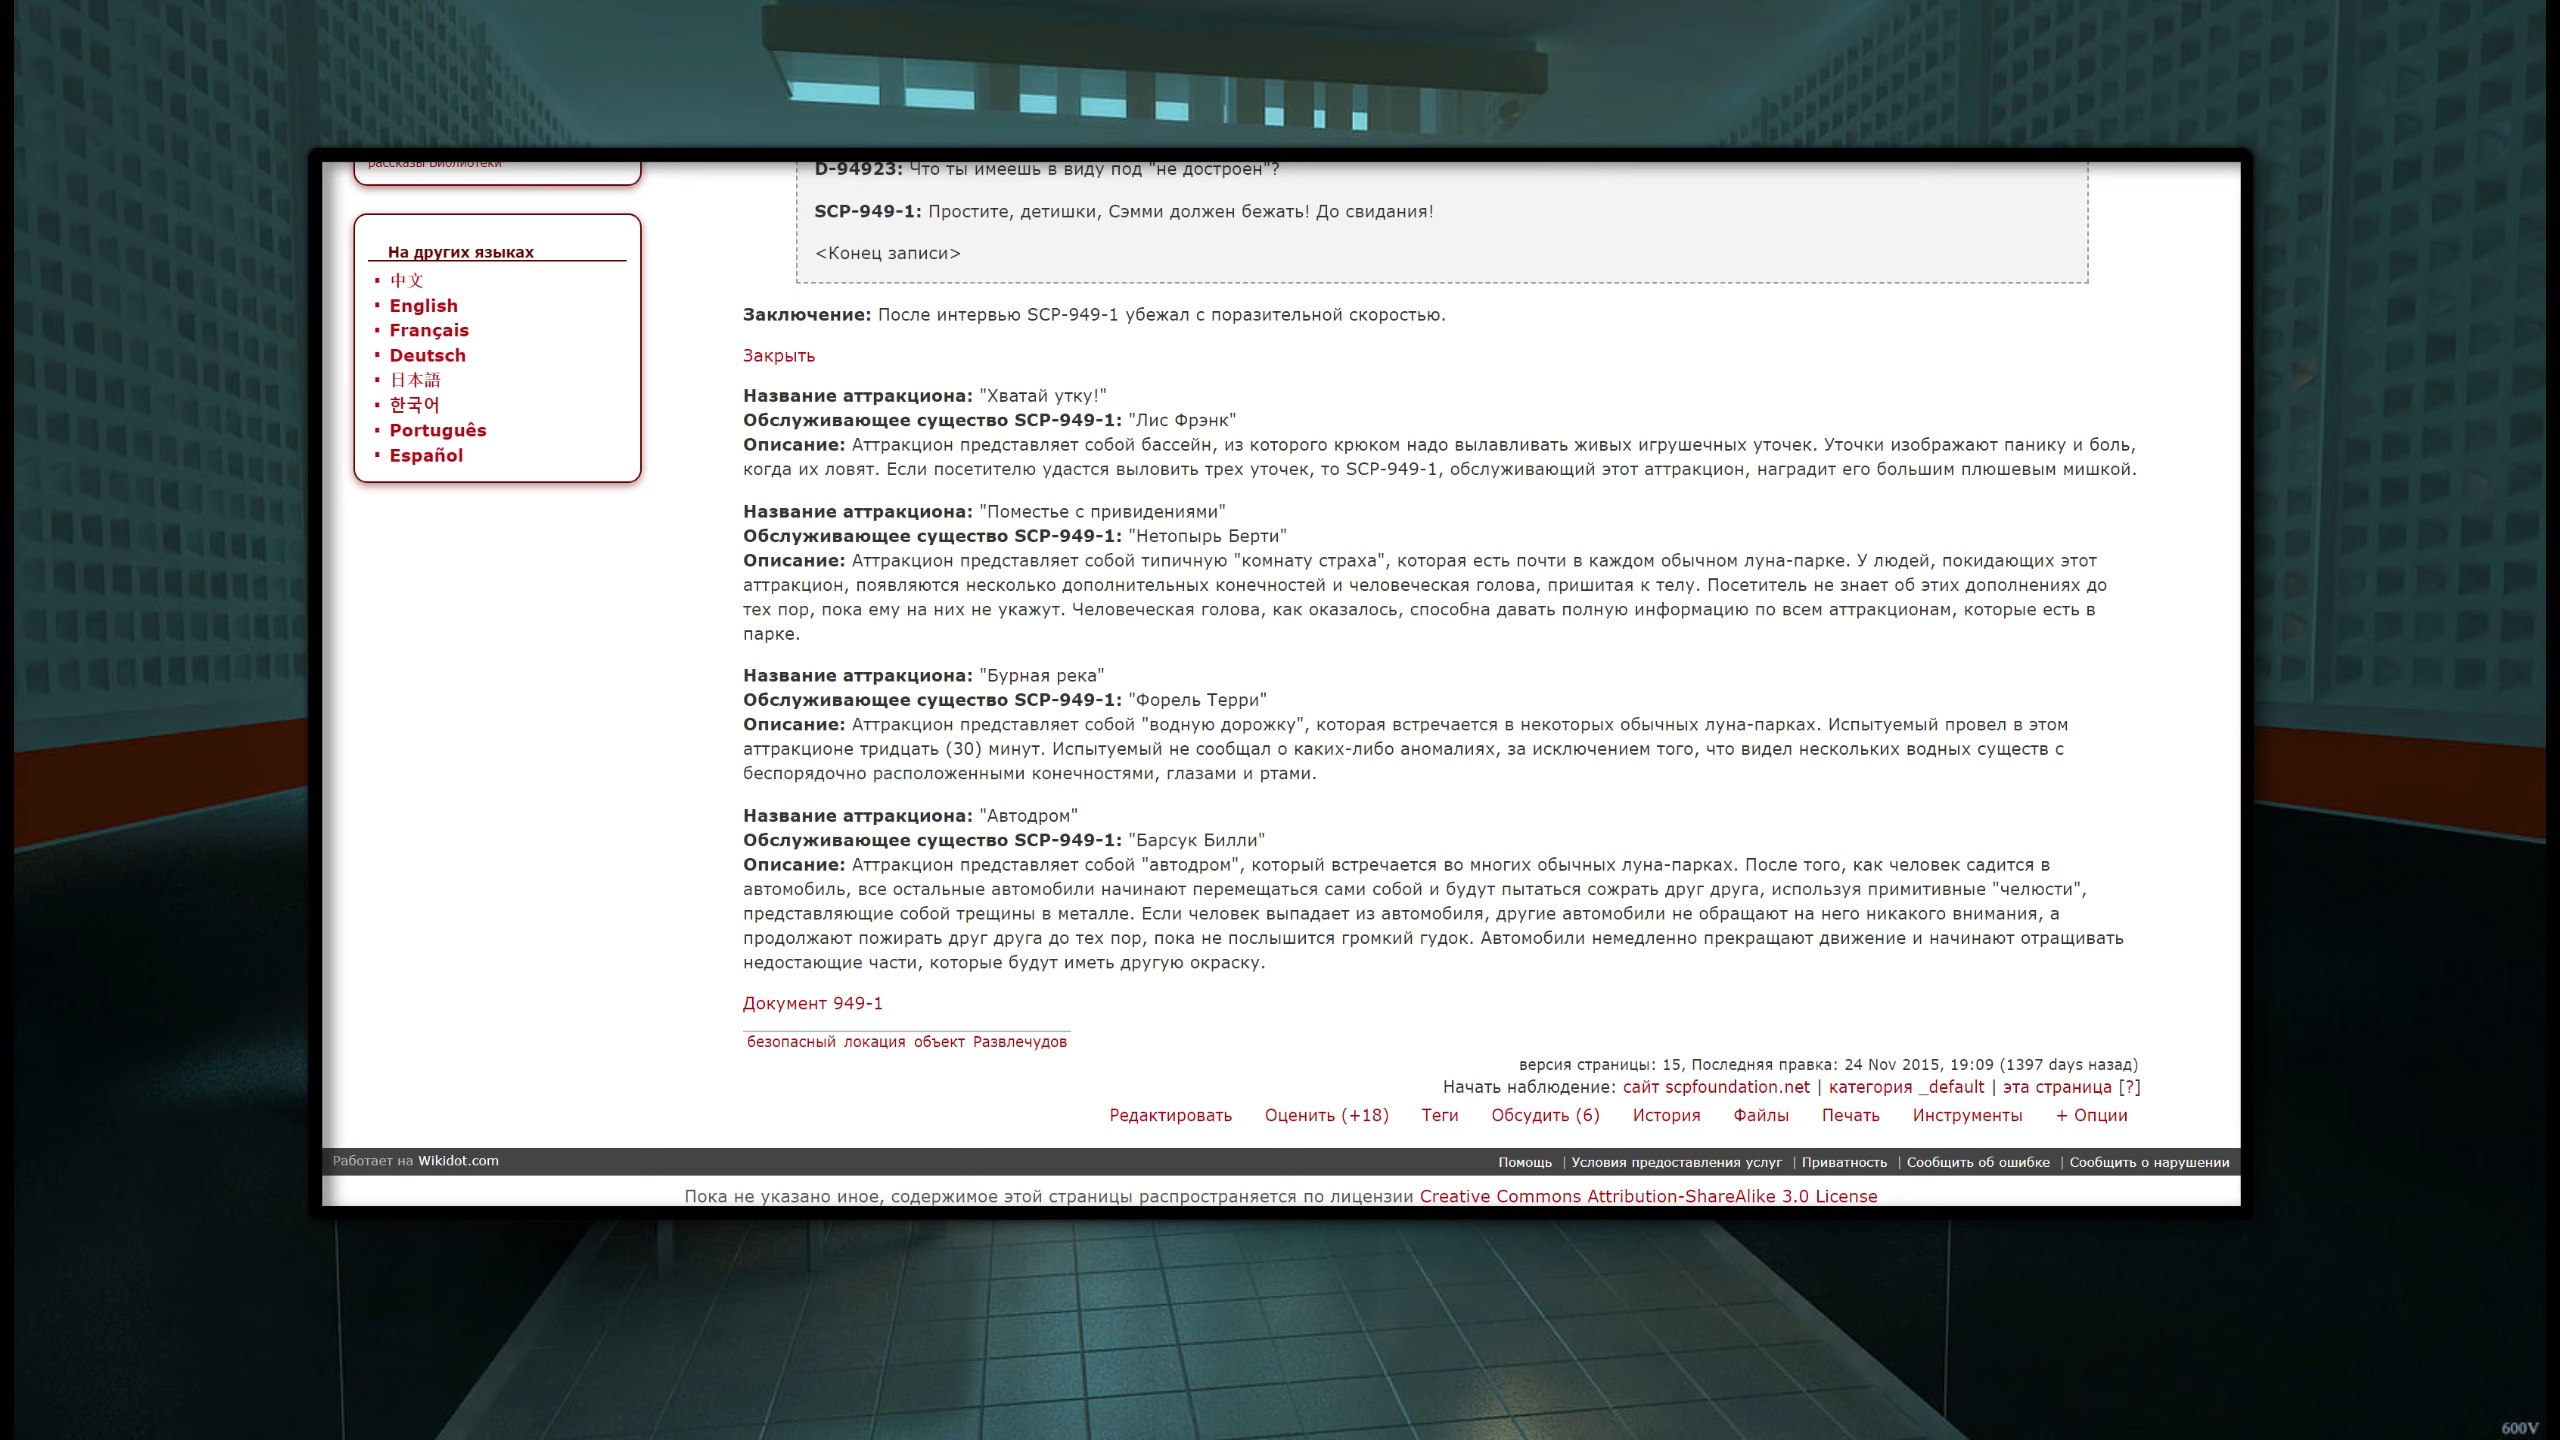 рассказы Библиотеки
На других языках
中文
English
Français
Deutsch
日本語
한국어
Português
Español
D-94923: Что ты имеешь в виду под "не достроен"?
SCP-949-1: Простите, детишки, Сэмми должен бежать! До свидания!
<Конец записи>
Заключение: После интервью SCP-949-1 убежал с поразительной скоростью.
Закрыть
Название аттракциона: "Хватай утку!"
Обслуживающее существо SCP-949-1: "Лис Фрэнк"
Описание: Аттракцион представляет собой бассейн, из которого крюком надо вылавливать живых игрушечных уточек. Уточки изображают панику и боль,
когда их ловят. Если посетителю удастся выловить трех уточек, то SCP-949-1, обслуживающий этот аттракцион, наградит его большим плюшевым мишкой.
Название аттракциона: "Поместье с привидениями"
Обслуживающее существо SCP-949-1: "Нетопырь Берти"
Описание: Аттракцион представляет собой типичную "комнату страха", которая есть почти в каждом обычном луна-парке. У людей, покидающих этот
аттракцион, появляются несколько дополнительных конечностей и человеческая голова, пришитая к телу. Посетитель не знает об этих дополнениях до
тех пор, пока ему на них не укажут. Человеческая голова, как оказалось, способна давать полную информацию по всем аттракционам, которые есть в
парке.
Название аттракциона: "Бурная река"
Обслуживающее существо SCP-949-1: "Форель Терри"
Описание: Аттракцион представляет собой "водную дорожку", которая встречается в некоторых обычных луна-парках. Испытуемый провел в этом
аттракционе тридцать (30) минут. Испытуемый не сообщал о каких-либо аномалиях, за исключением того, что видел нескольких водных существ с
беспорядочно расположенными конечностями, глазами и ртами.
Название аттракциона: "Автодром"
Обслуживающее существо SCP-949-1: "Барсук Билли"
Описание: Аттракцион представляет собой "автодром", который встречается во многих обычных луна-парках. После того, как человек садится в
автомобиль, все остальные автомобили начинают перемещаться сами собой и будут пытаться сожрать друг друга, используя примитивные "челюсти",
представляющие собой трещины в металле. Если человек выпадает из автомобиля, другие автомобили не обращают на него никакого внимания, а
продолжают пожирать друг друга до тех пор, пока не послышится громкий гудок. Автомобили немедленно прекращают движение и начинают отращивать
недостающие части, которые будут иметь другую окраску.
Документ 949-1
безопасный локация объект Развлечудов
версия страницы: 15, Последняя правка: 24 Nov 2015, 19:09 (1397 days назад)
Начать наблюдение: сайт scpfoundation.net | категория _default | эта страница [?]
Редактировать Оценить (+18) Теги Обсудить (6) История Файлы Печать Инструменты + Опции
Работает на Wikidot.com
Помощь | Условия предоставления услуг | Приватность | Сообщить об ошибке | Сообщить о нарушении
Пока не указано иное, содержимое этой страницы распространяется по лицензии Creative Commons Attribution-ShareAlike 3.0 License
600V